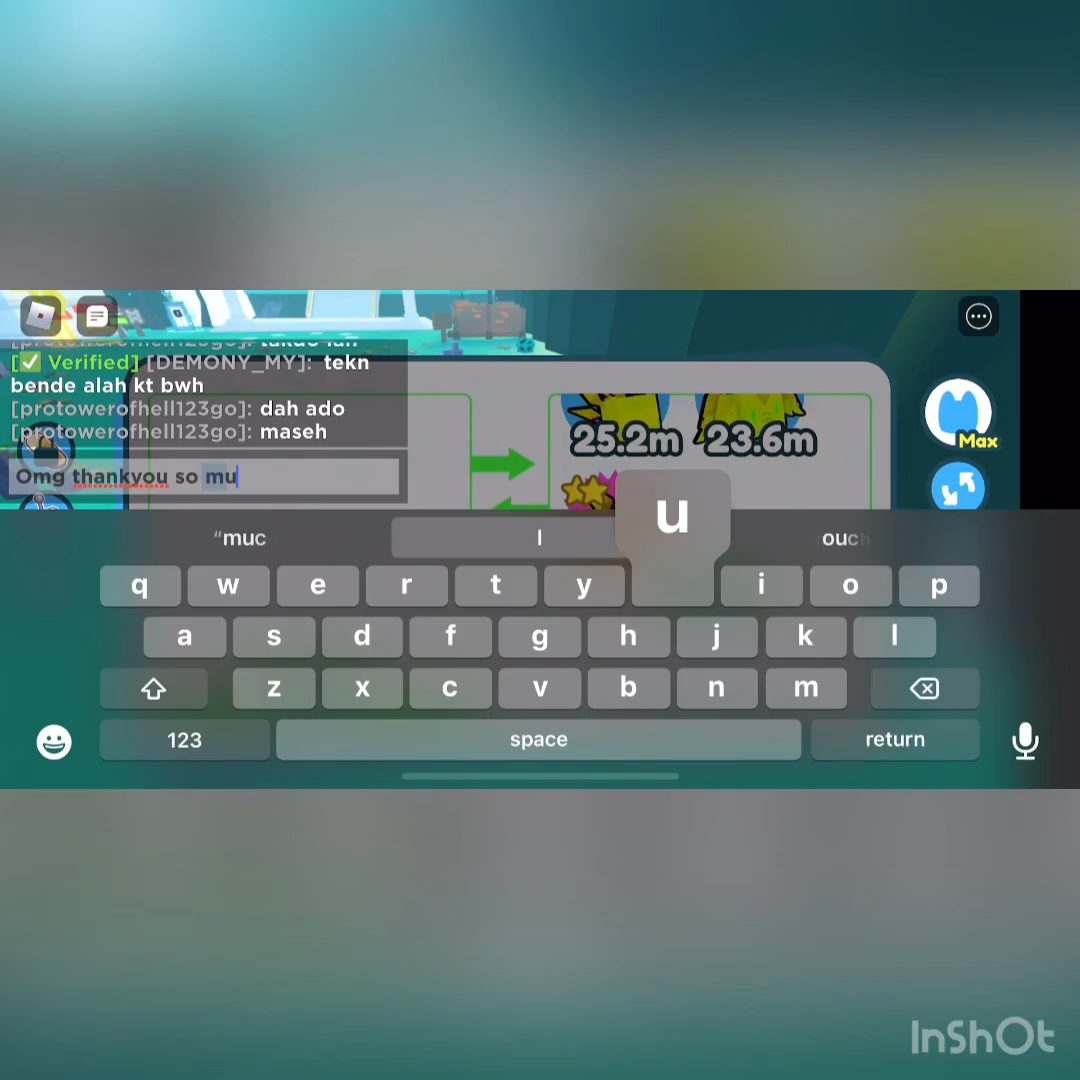 [✅ Verified] [DEMONY_MY]: tekn
bende alah kt bwh
[protowerofhell123go]: dah ado
[protowerofhell123go]: maseh
Omg thankyou so mu
25.2m 23.6m
Max
u
“muc I ouch
q w e r t y i o p
a s d f g h j k l
z x c v b n m
123 space return
InShOt